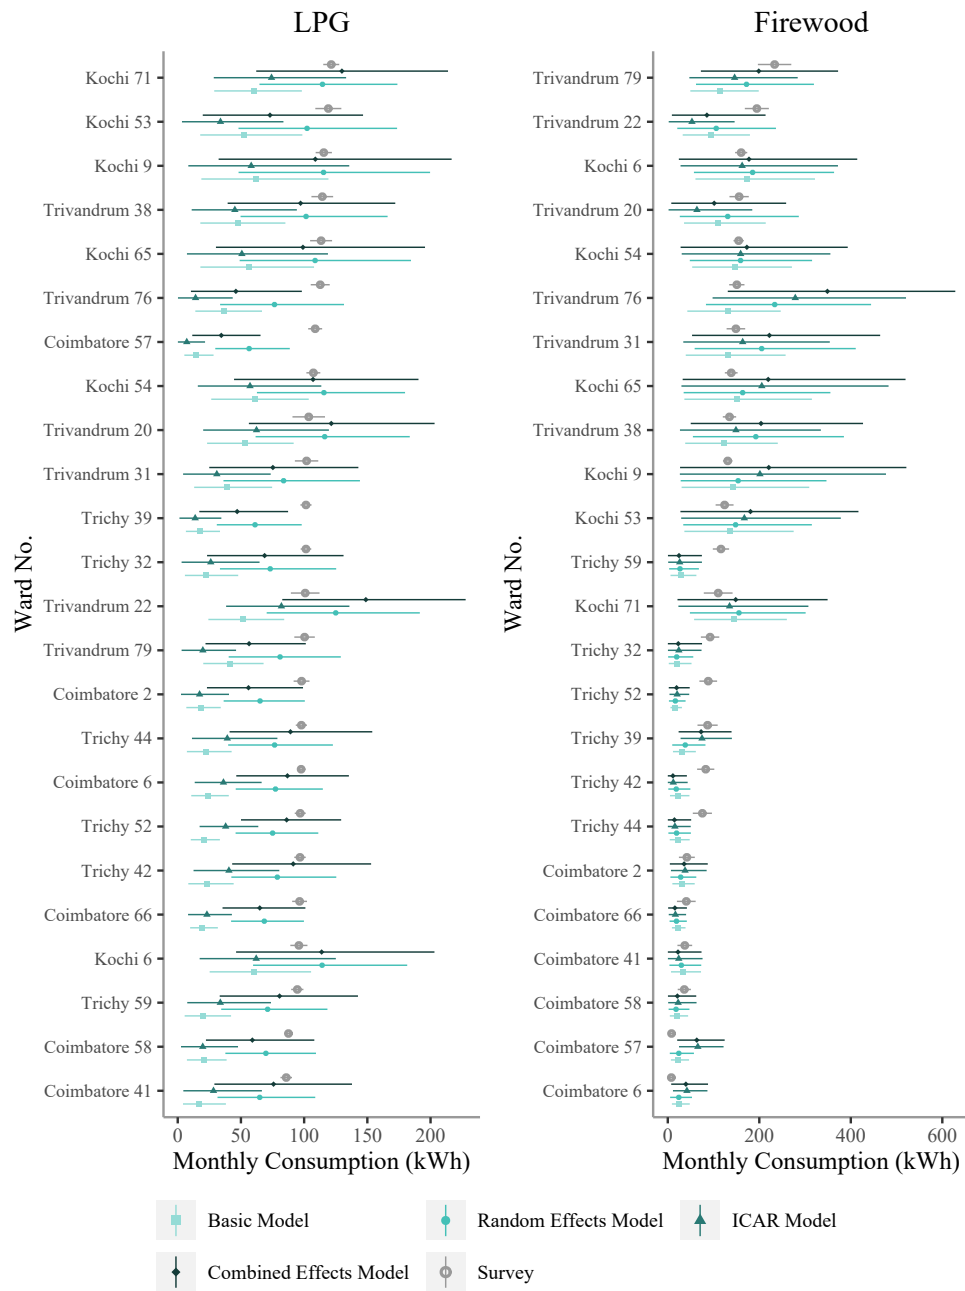 LPG
Firewood
Ward No.
Kochi 71
Kochi 53
Kochi 9
Trivandrum 38
Kochi 65
Trivandrum 76
Coimbatore 57
Kochi 54
Trivandrum 20
Trivandrum 31
Trichy 39
Trichy 32
Trivandrum 22
Trivandrum 79
Coimbatore 2
Trichy 44
Coimbatore 6
Trichy 52
Trichy 42
Coimbatore 66
Kochi 6
Trichy 59
Coimbatore 58
Coimbatore 41
0 50 100 150 200
Monthly Consumption (kWh)
Ward No.
Trivandrum 79
Trivandrum 22
Kochi 6
Trivandrum 20
Kochi 54
Trivandrum 76
Trivandrum 31
Kochi 65
Trivandrum 38
Kochi 9
Kochi 53
Trichy 59
Kochi 71
Trichy 32
Trichy 52
Trichy 39
Trichy 42
Trichy 44
Coimbatore 2
Coimbatore 66
Coimbatore 41
Coimbatore 58
Coimbatore 57
Coimbatore 6
0 200 400 600
Monthly Consumption (kWh)
Basic Model
Random Effects Model
ICAR Model
Combined Effects Model
Survey